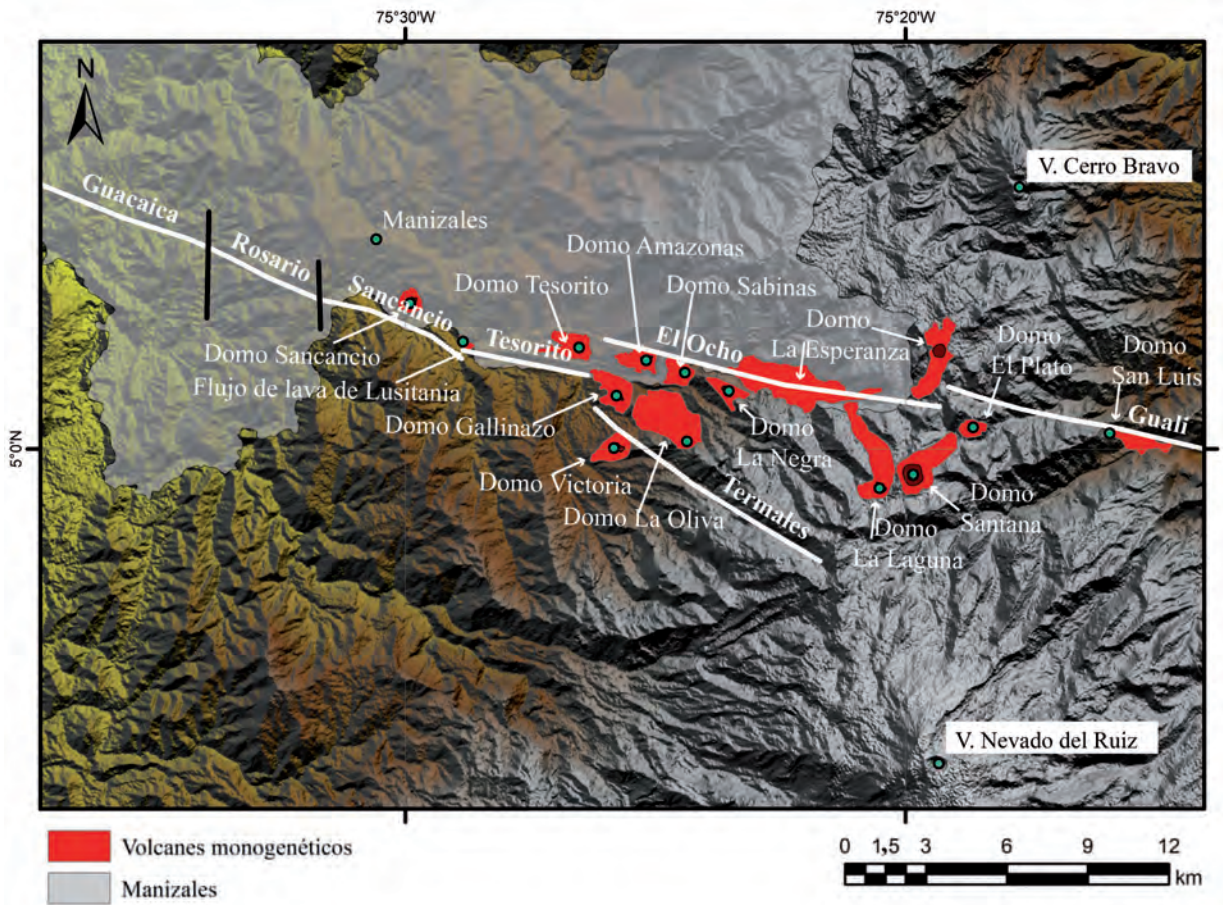 75°30'W
75°20'W
N
V. Cerro Bravo
Guacaica
Manizales
Rosario
Domo Amazonas
Sancancio
Domo Tesorito
Domo Sabinas
Domo Sancancio
Tesorito
El Ocho
Domo
La Esperanza
Domo
El Plato
Domo
San Luis
Flujo de lava de Lusitania
Domo Gallinazo
Gualí
5°0'N
Domo
La Negra
Domo Victoria
Domo La Oliva
Termales
Domo
La Laguna
Domo
Santana
V. Nevado del Ruiz
Volcanes monogenéticos
Manizales
0 1,5 3 6 9 12
km